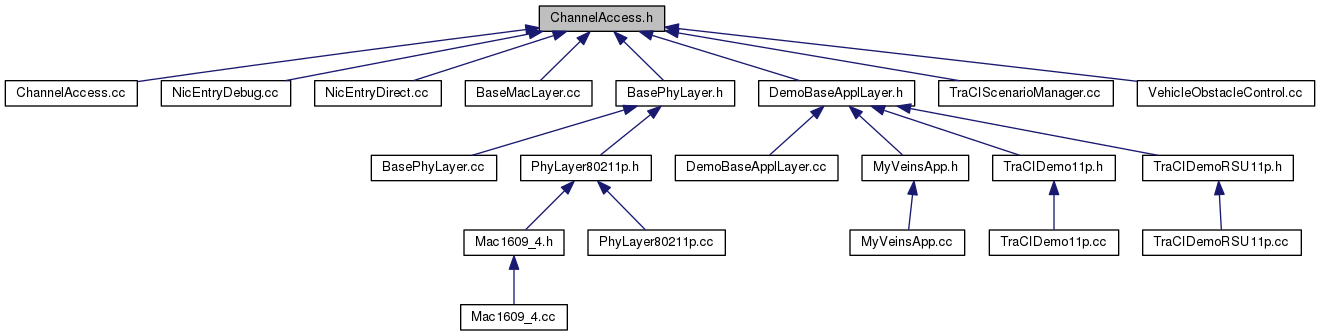 ChannelAccess.h
ChannelAccess.cc
NicEntryDebug.cc
NicEntryDirect.cc
BaseMacLayer.cc
BasePhyLayer.h
DemoBaseApplLayer.h
TraCIScenarioManager.cc
VehicleObstacleControl.cc
BasePhyLayer.cc
PhyLayer80211p.h
DemoBaseApplLayer.cc
MyVeinsApp.h
TraCIDemo11p.h
TraCIDemoRSU11p.h
Mac1609_4.h
PhyLayer80211p.cc
MyVeinsApp.cc
TraCIDemo11p.cc
TraCIDemoRSU11p.cc
Mac1609_4.cc